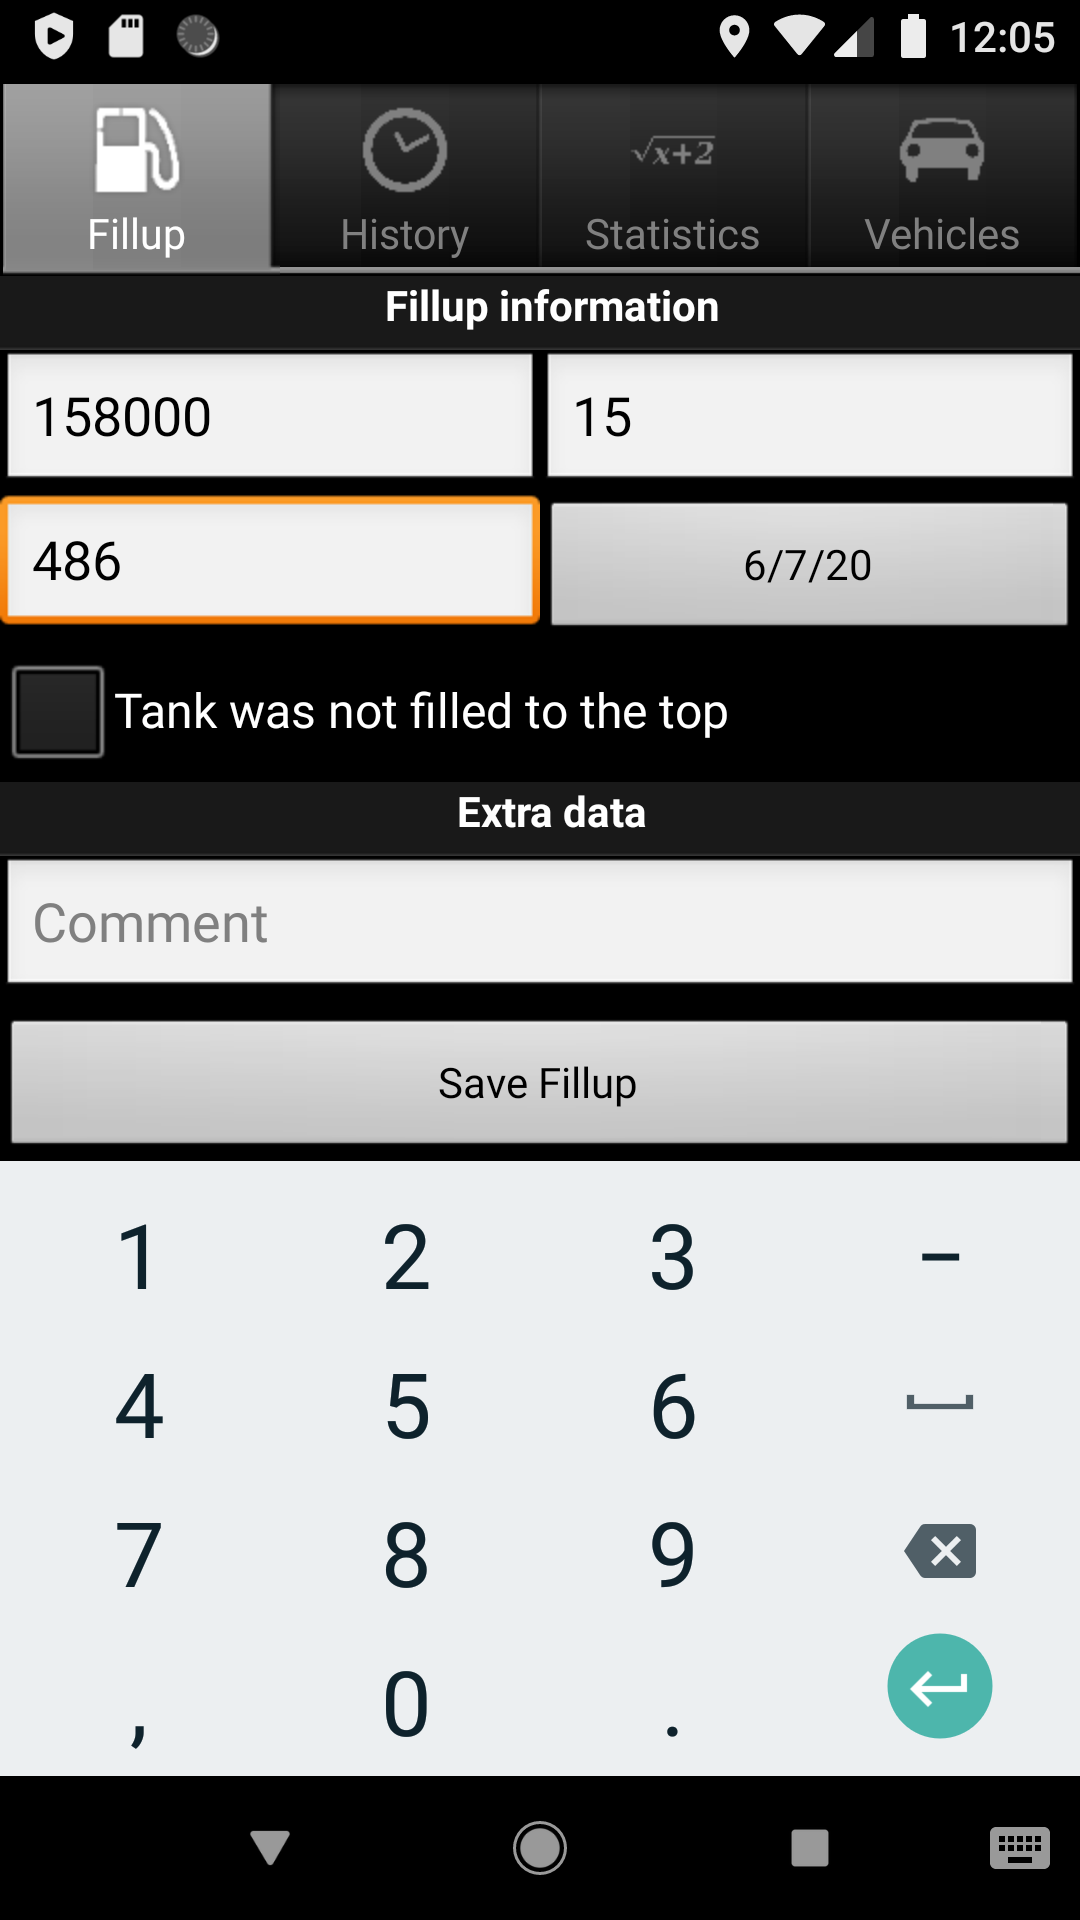 12:05
Fillup
History
√x+2
Statistics
Vehicles
Fillup information
158000
15
486
6/7/20
Tank was not filled to the top
Extra data
Comment
Save Fillup
1 2 3 –
4 5 6
7 8 9
, 0 .